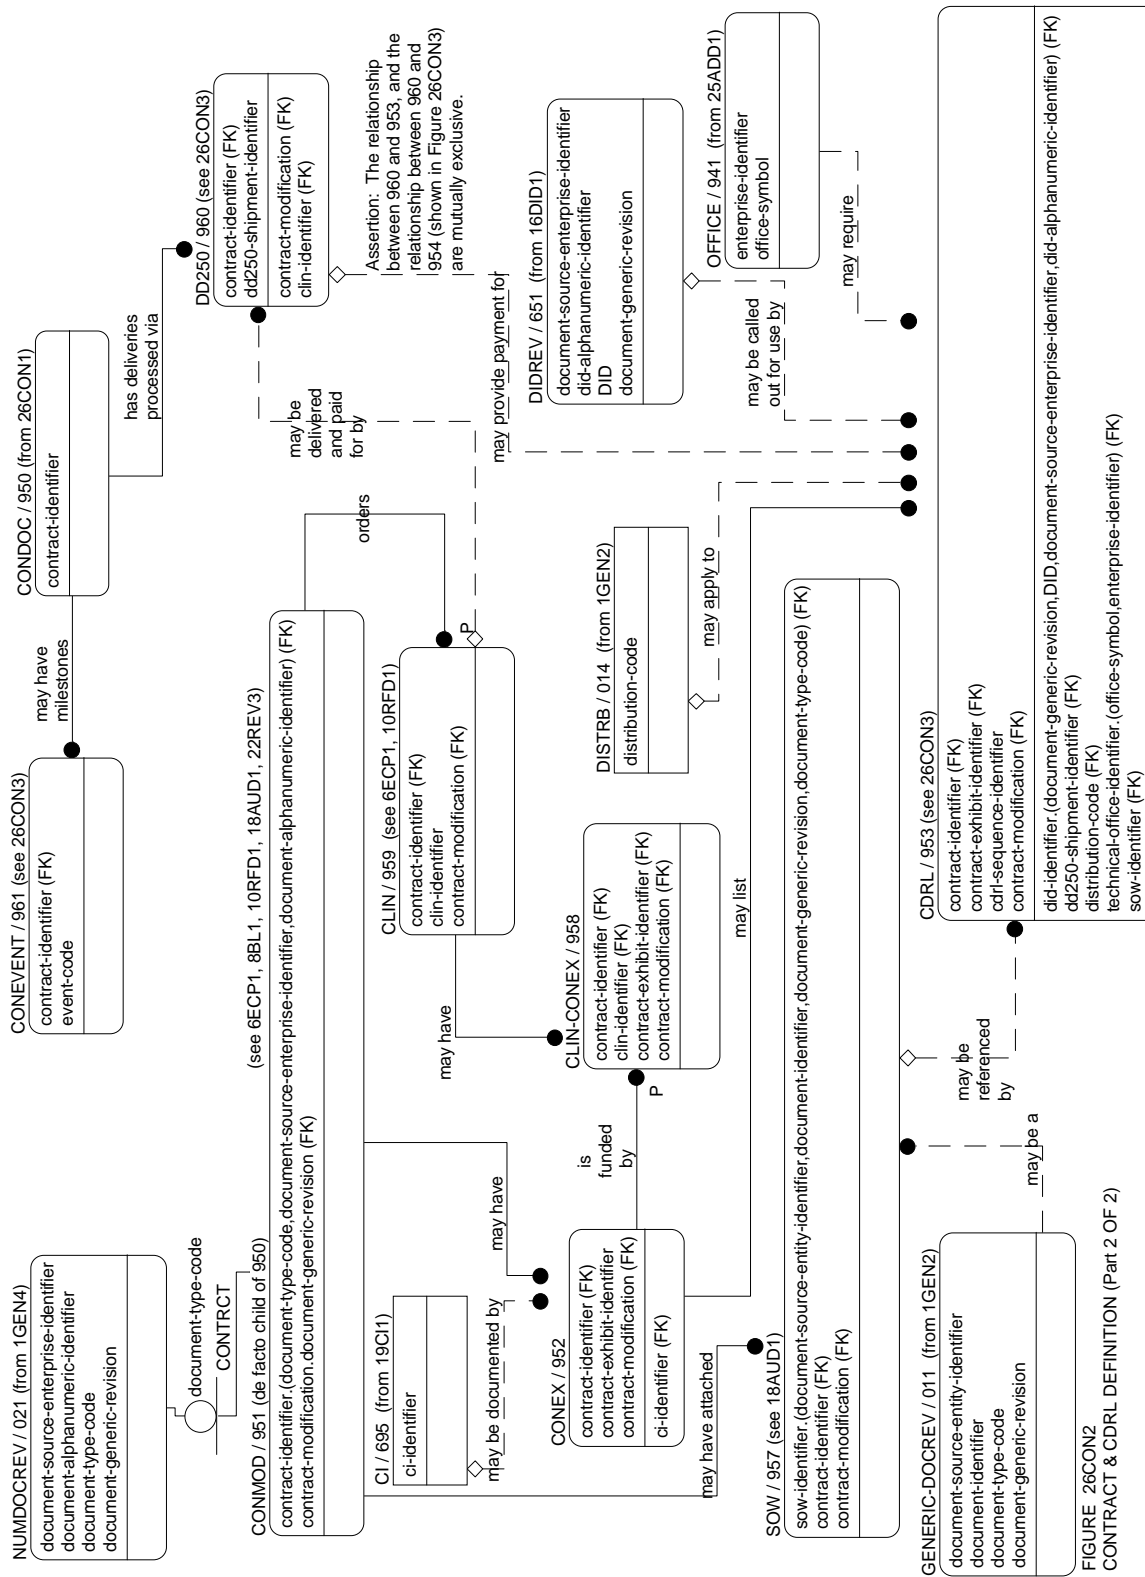 NUMDOCREV / 021 (from 1GEN4)
document-source-enterprise-identifier
document-alphanumeric-identifier
document-type-code
document-generic-revision
document-type-code
CONTRCT
CONEVENT / 961 (see 26CON3)
contract-identifier (FK)
event-code
may have
milestones
CONDOC / 950 (from 26CON1)
contract-identifier
has deliveries
processed via
DD250 / 960 (see 26CON3)
contract-identifier (FK)
dd250-shipment-identifier
contract-modification (FK)
clin-identifier (FK)
Assertion: The relationship
between 960 and 953, and the
relationship between 960 and
954 (shown in Figure 26CON3)
are mutually exclusive.
CONMOD / 951 (de facto child of 950)
(see 6ECP1, 8BL1, 10RFD1, 18AUD1, 22REV3)
contract-identifier.(document-type-code,document-source-enterprise-identifier,document-alphanumeric-identifier) (FK)
contract-modification.document-generic-revision (FK)
orders
may be
delivered
and paid
for by
may provide payment for
CI / 695 (from 19CI1)
ci-identifier
may be documented by
may have
may have
CLIN / 959 (see 6ECP1, 10RFD1)
contract-identifier (FK)
clin-identifier
contract-modification (FK)
P
DIDREV / 651 (from 16DID1)
document-source-enterprise-identifier
did-alphanumeric-identifier
DID
document-generic-revision
may be called
out for use by
CONEX / 952
contract-identifier (FK)
contract-exhibit-identifier
contract-modification (FK)
ci-identifier (FK)
is
funded
by
CLIN-CONEX / 958
contract-identifier (FK)
clin-identifier (FK)
contract-exhibit-identifier (FK)
contract-modification (FK)
P
DISTRB / 014 (from 1GEN2)
distribution-code
may apply to
OFFICE / 941 (from 25ADD1)
enterprise-identifier
office-symbol
may require
may have attached
may list
SOW / 957 (see 18AUD1)
sow-identifier.(document-source-entity-identifier,document-identifier,document-generic-revision,document-type-code) (FK)
contract-identifier (FK)
contract-modification (FK)
may be
referenced
by
may be a
GENERIC-DOCREV / 011 (from 1GEN2)
document-source-entity-identifier
document-identifier
document-type-code
document-generic-revision
CDRL / 953 (see 26CON3)
contract-identifier (FK)
contract-exhibit-identifier (FK)
cdrl-sequence-identifier
contract-modification (FK)
did-identifier.(document-generic-revision,DID,document-source-enterprise-identifier,did-alphanumeric-identifier) (FK)
dd250-shipment-identifier (FK)
distribution-code (FK)
technical-office-identifier.(office-symbol,enterprise-identifier) (FK)
sow-identifier (FK)
FIGURE 26CON2
CONTRACT & CDRL DEFINITION (Part 2 OF 2)